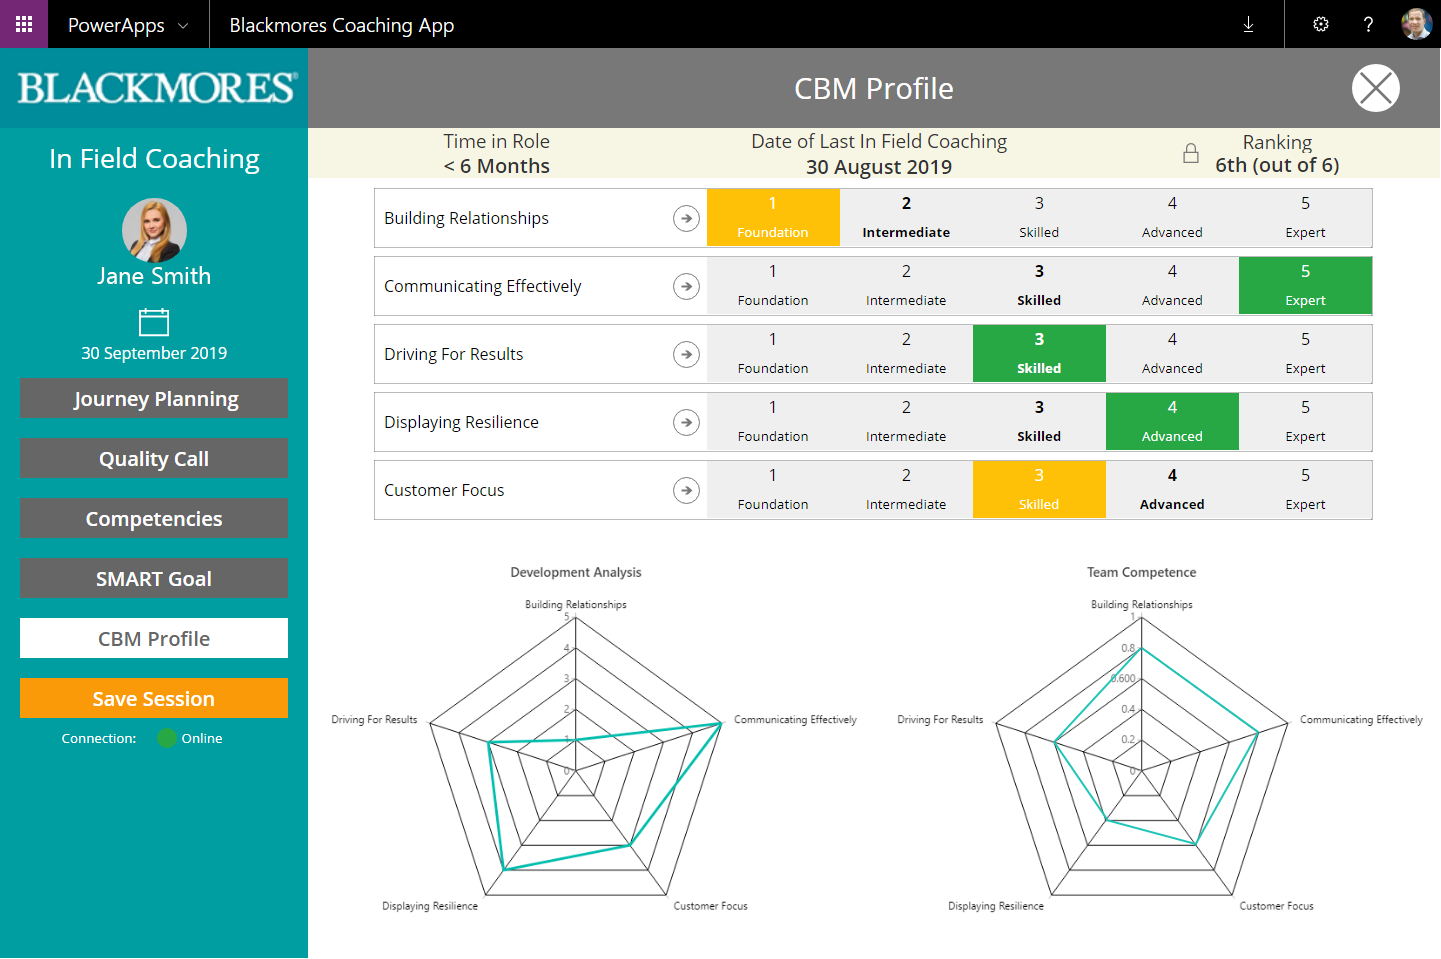 PowerApps
Blackmores Coaching App
?
BLACKMORES®
CBM Profile
In Field Coaching
Jane Smith
30 September 2019
Journey Planning
Quality Call
Competencies
SMART Goal
CBM Profile
Save Session
Connection: Online
Time in Role
< 6 Months
Date of Last In Field Coaching
30 August 2019
Ranking
6th (out of 6)
Building Relationships
1 2 3 4 5
Foundation Intermediate Skilled Advanced Expert
Communicating Effectively
1 2 3 4 5
Foundation Intermediate Skilled Advanced Expert
Driving For Results
1 2 3 4 5
Foundation Intermediate Skilled Advanced Expert
Displaying Resilience
1 2 3 4 5
Foundation Intermediate Skilled Advanced Expert
Customer Focus
1 2 3 4 5
Foundation Intermediate Skilled Advanced Expert
Development Analysis
Building Relationships
5
4
3
2
1
0
Driving For Results
Communicating Effectively
Displaying Resilience
Customer Focus
Team Competence
Building Relationships
1
0.8
0.600
0.4
0.2
0
Driving For Results
Communicating Effectively
Displaying Resilience
Customer Focus